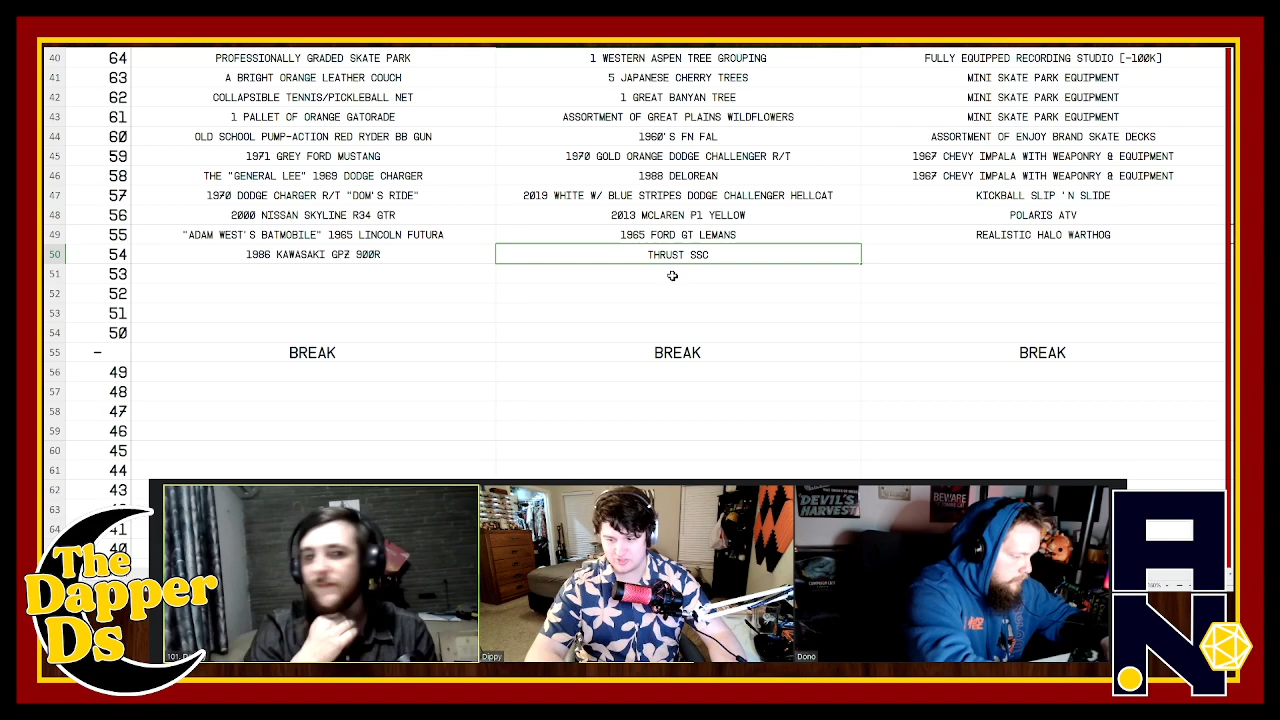 40 64 PROFESSIONALLY GRADED SKATE PARK 1 WESTERN ASPEN TREE GROUPING FULLY EQUIPPED RECORDING STUDIO [-100K]
41 63 A BRIGHT ORANGE LEATHER COUCH 5 JAPANESE CHERRY TREES MINI SKATE PARK EQUIPMENT
42 62 COLLAPSIBLE TENNIS/PICKLEBALL NET 1 GREAT BANYAN TREE MINI SKATE PARK EQUIPMENT
43 61 1 PALLET OF ORANGE GATORADE ASSORTMENT OF GREAT PLAINS WILDFLOWERS MINI SKATE PARK EQUIPMENT
44 60 OLD SCHOOL PUMP-ACTION RED RYDER BB GUN 1960'S FN FAL ASSORTMENT OF ENJOY BRAND SKATE DECKS
45 59 1971 GREY FORD MUSTANG 1970 GOLD ORANGE DODGE CHALLENGER R/T 1967 CHEVY IMPALA WITH WEAPONRY & EQUIPMENT
46 58 THE "GENERAL LEE" 1969 DODGE CHARGER 1988 DELOREAN 1967 CHEVY IMPALA WITH WEAPONRY & EQUIPMENT
47 57 1970 DODGE CHARGER R/T "DOM'S RIDE" 2019 WHITE W/ BLUE STRIPES DODGE CHALLENGER HELLCAT KICKBALL SLIP 'N SLIDE
48 56 2000 NISSAN SKYLINE R34 GTR 2013 MCLAREN P1 YELLOW POLARIS ATV
49 55 "ADAM WEST'S BATMOBILE" 1965 LINCOLN FUTURA 1965 FORD GT LEMANS REALISTIC HALO WARTHOG
50 54 1986 KAWASAKI GPZ 900R THRUST SSC
51 53
52 52
53 51
54 50
55 - BREAK BREAK BREAK
56 49
57 48
58 47
59 46
60 45
61 44
62 43
63
64 41
40
DEVIL'S HARVEST
BEWARE
The Dapper Ds
Dippy
Dono
A
N